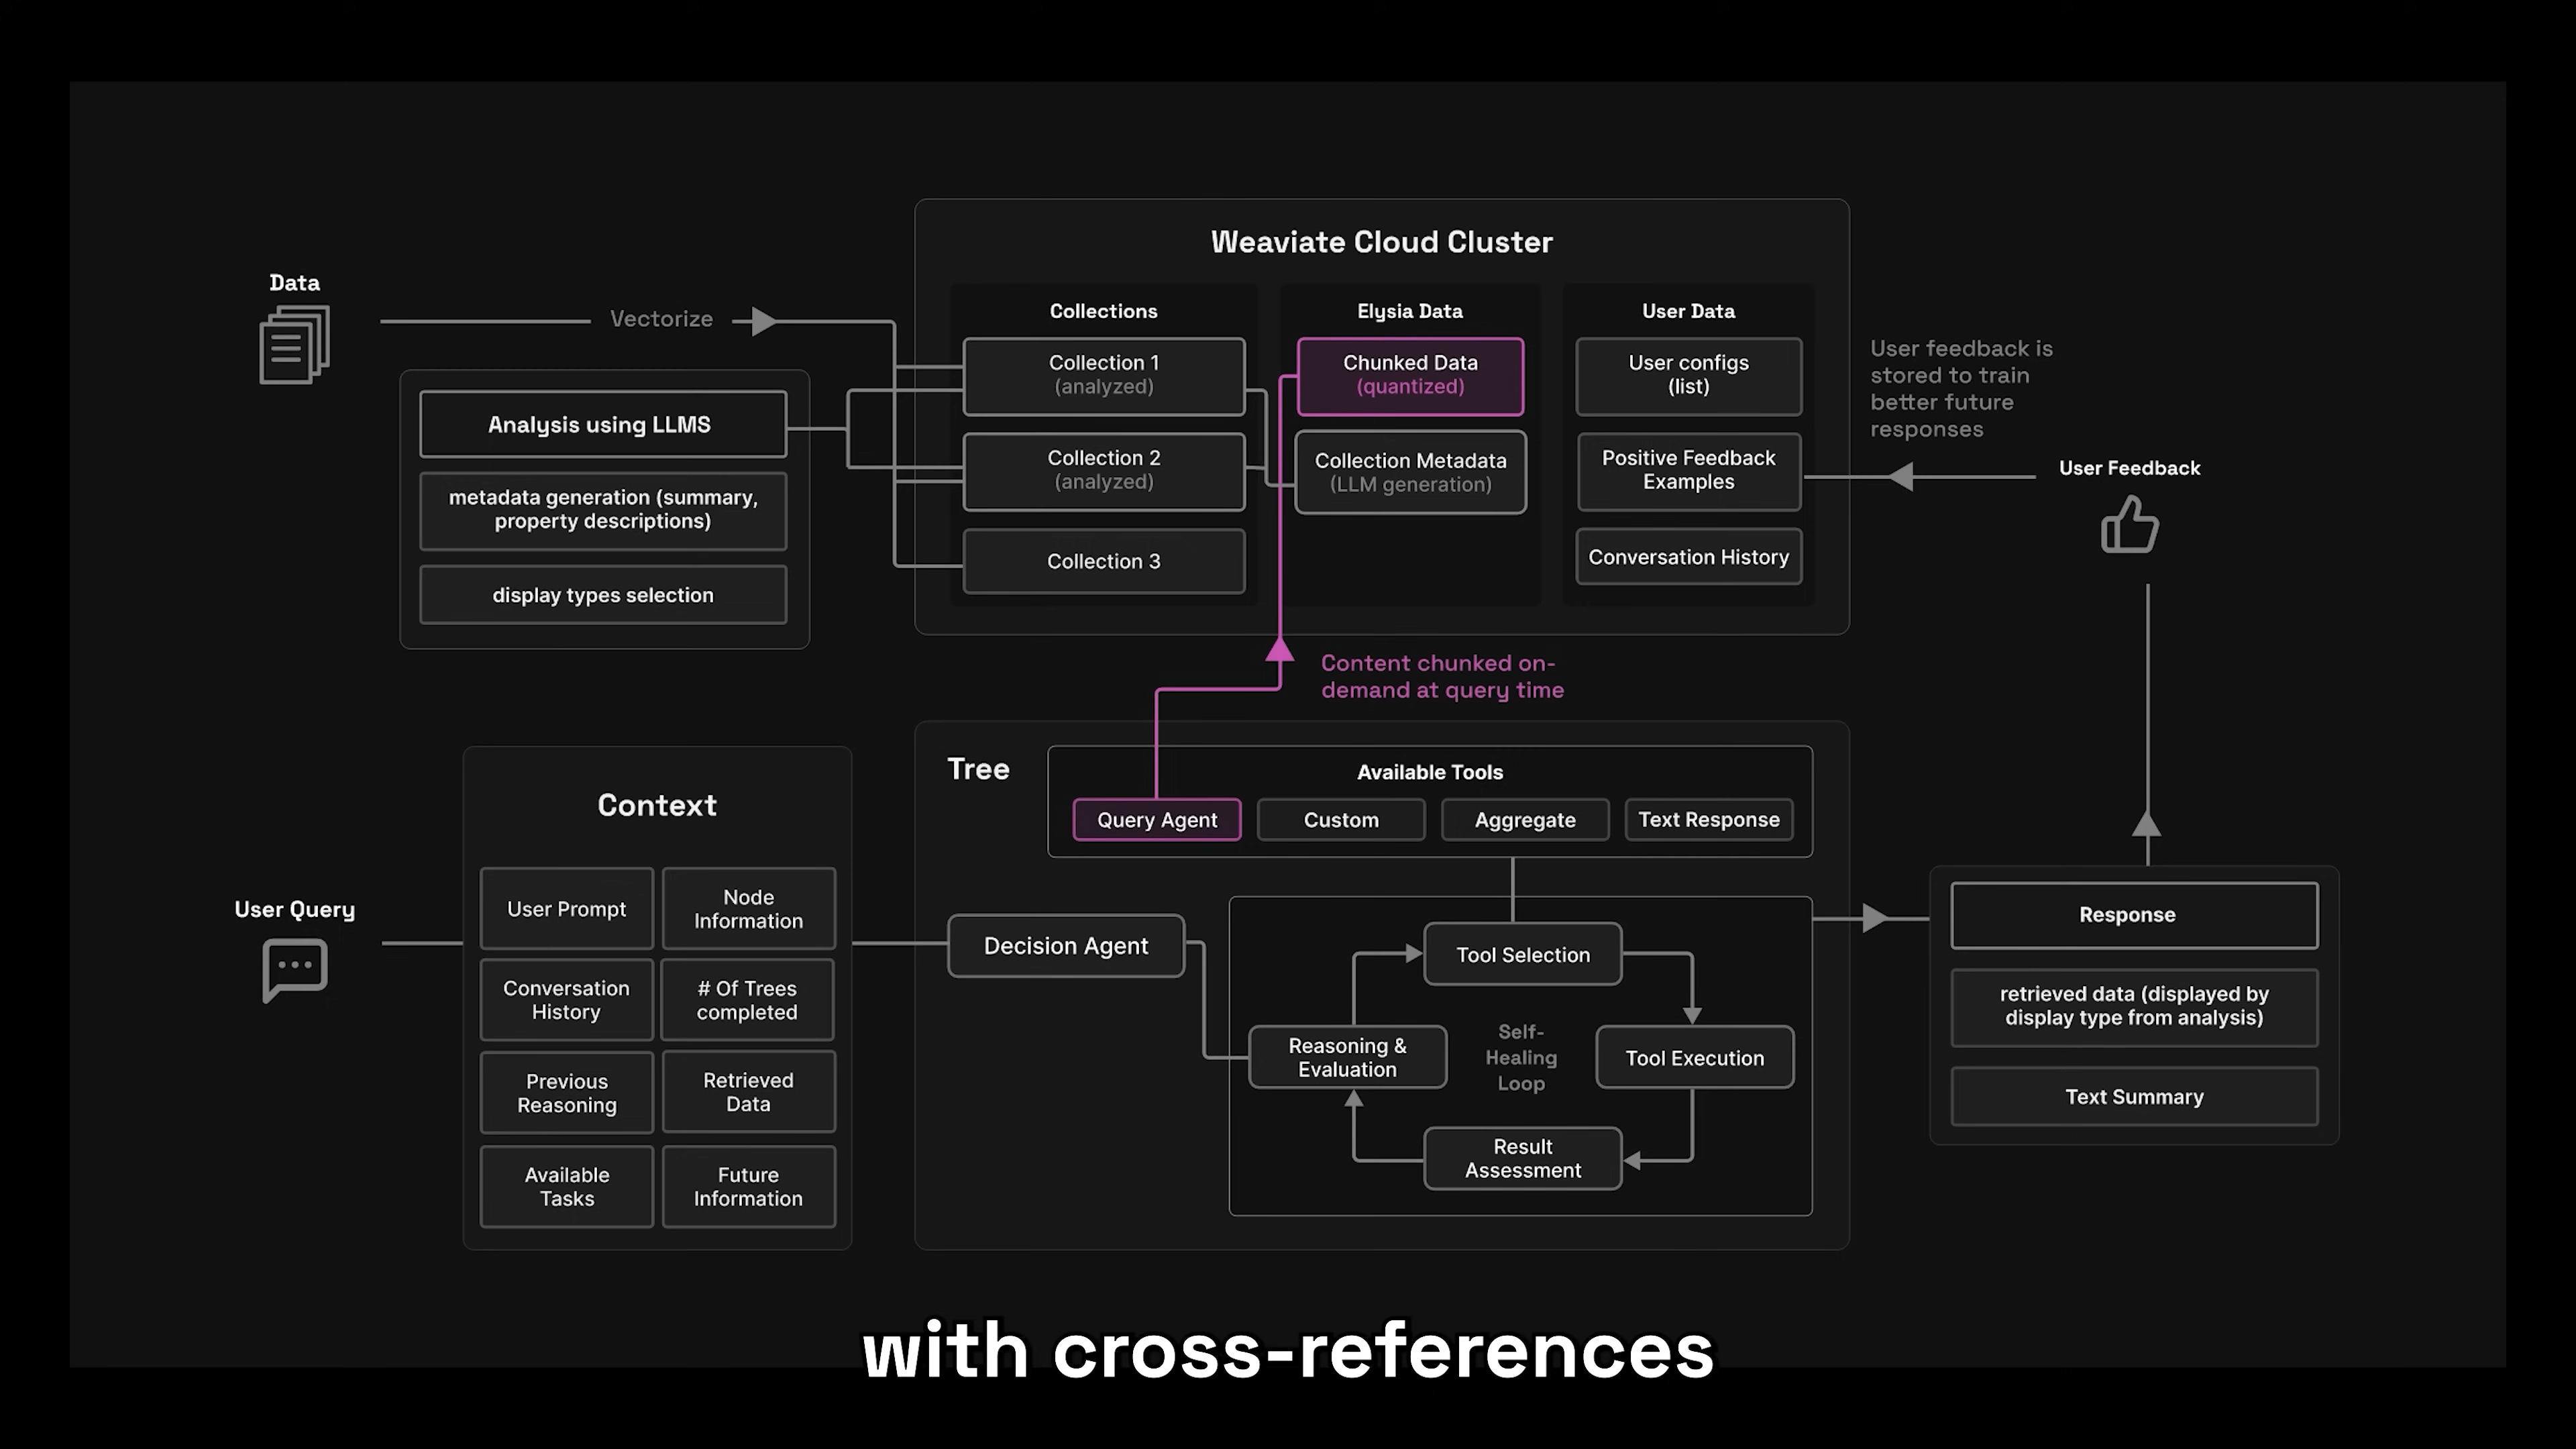 Weaviate Cloud Cluster
Data
Vectorize
Analysis using LLMS
metadata generation (summary,
property descriptions)
display types selection
Collections
Collection 1
(analyzed)
Collection 2
(analyzed)
Collection 3
Elysia Data
Chunked Data
(quantized)
Collection Metadata
(LLM generation)
User Data
User configs
(list)
Positive Feedback
Examples
Conversation History
User feedback is
stored to train
better future
responses
User Feedback
Content chunked on-
demand at query time
User Query
Context
User Prompt
Node
Information
Conversation
History
# Of Trees
completed
Previous
Reasoning
Retrieved
Data
Available
Tasks
Future
Information
Tree
Available Tools
Query Agent
Custom
Aggregate
Text Response
Decision Agent
Tool Selection
Reasoning &
Evaluation
Self-
Healing
Loop
Tool Execution
Result
Assessment
Response
retrieved data (displayed by
display type from analysis)
Text Summary
with cross-references